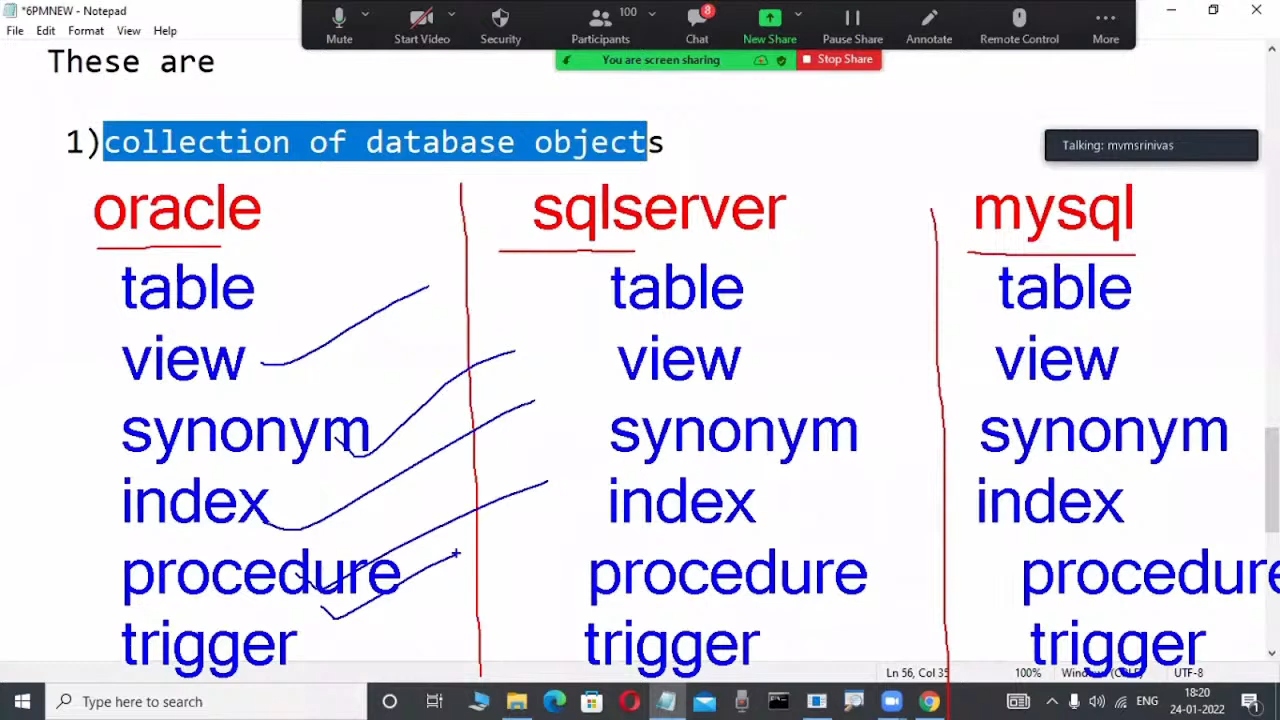 *6PMNEW - Notepad
File Edit Format View Help
100
8
Mute Start Video Security Participants Chat New Share Pause Share Annotate Remote Control More
You are screen sharing Stop Share
Talking: mvmsrinivas
These are
1)collection of database objects
oracle sqlserver mysql
table table table
view view view
synonym synonym synonym
index index index
procedure procedure procedure
trigger trigger trigger
Ln 56, Col 35 100% UTF-8
Type here to search
ENG
18:20
24-01-2022
1